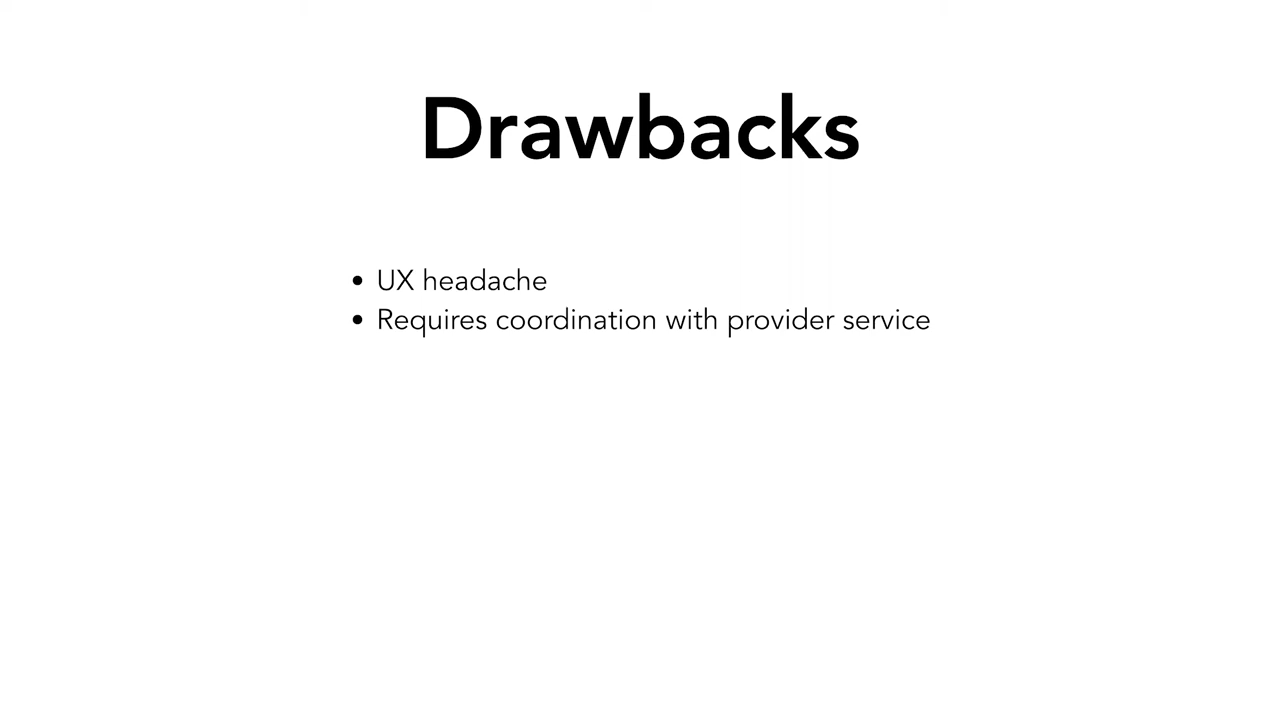 Drawbacks
• UX headache
• Requires coordination with provider service